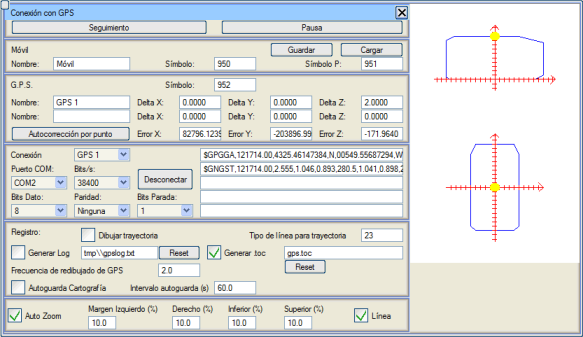 Conexión con GPS
Seguimiento Pausa
Móvil Guardar Cargar
Nombre: Móvil Símbolo: 950 Símbolo P: 951
G.P.S. Símbolo: 952
Nombre: GPS 1 Delta X: 0.0000 Delta Y: 0.0000 Delta Z: 2.0000
Nombre: Delta X: 0.0000 Delta Y: 0.0000 Delta Z: 0.0000
Autocorrección por punto Error X: 82796.1235 Error Y: -203896.99 Error Z: -171.9640
Conexión GPS 1 $GPGGA,121714.00,4325.46147384,N,00549.55687294,W
Puerto COM: Bits/s: $GNGST,121714.00,2.555,1.046,0.893,280.5,1.041,0.898,2
COM2 38400 Desconectar
Bits Dato: Paridad: Bits Parada:
8 Ninguna 1
Registro: Dibujar trayectoria Tipo de línea para trayectoria 23
Generar Log tmp\\gpslog.txt Reset Generar .toc gps.toc
Frecuencia de redibujado de GPS 2.0 Reset
Autoguarda Cartografía Intervalo autoguarda (s) 60.0
Auto Zoom Margen Izquierdo (%) Derecho (%) Inferior (%) Superior (%) Línea
10.0 10.0 10.0 10.0